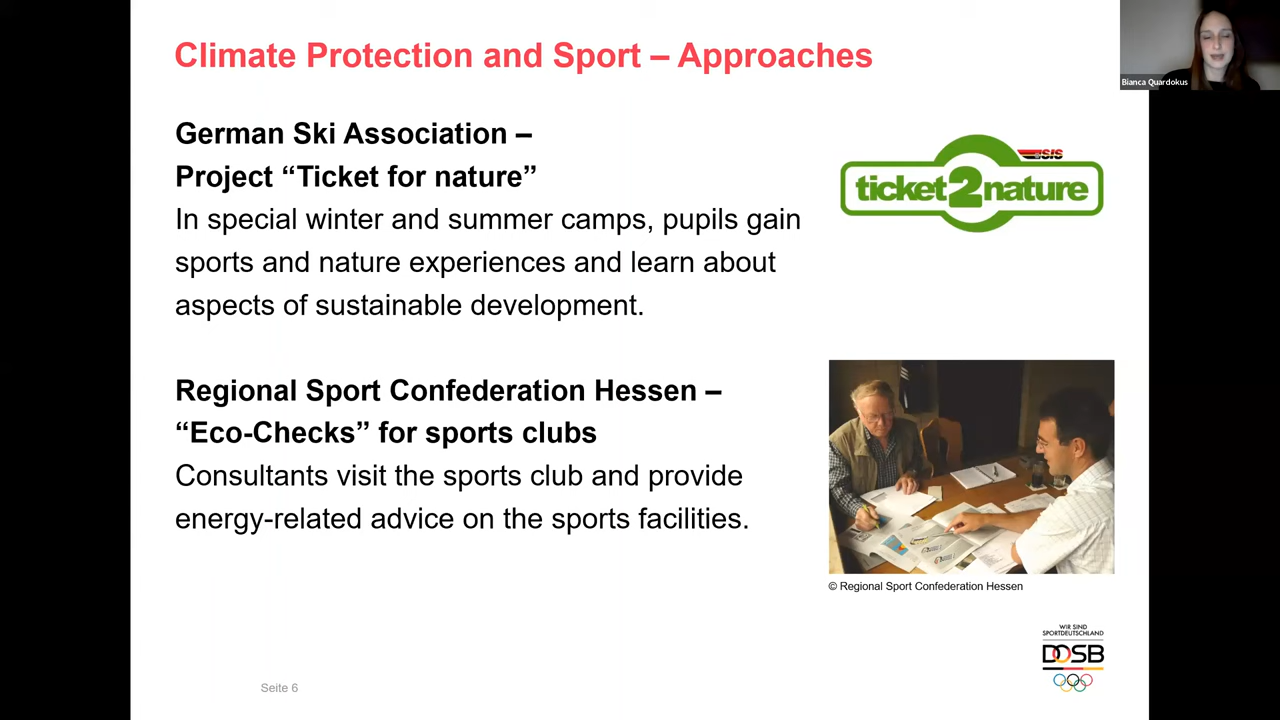 Climate Protection and Sport – Approaches
Bianca Quardokus
German Ski Association –
Project “Ticket for nature”
In special winter and summer camps, pupils gain
sports and nature experiences and learn about
aspects of sustainable development.
SIS
ticket2nature
Regional Sport Confederation Hessen –
“Eco-Checks” for sports clubs
Consultants visit the sports club and provide
energy-related advice on the sports facilities.
© Regional Sport Confederation Hessen
WIR SIND
SPORTDEUTSCHLAND
DOSB
Seite 6